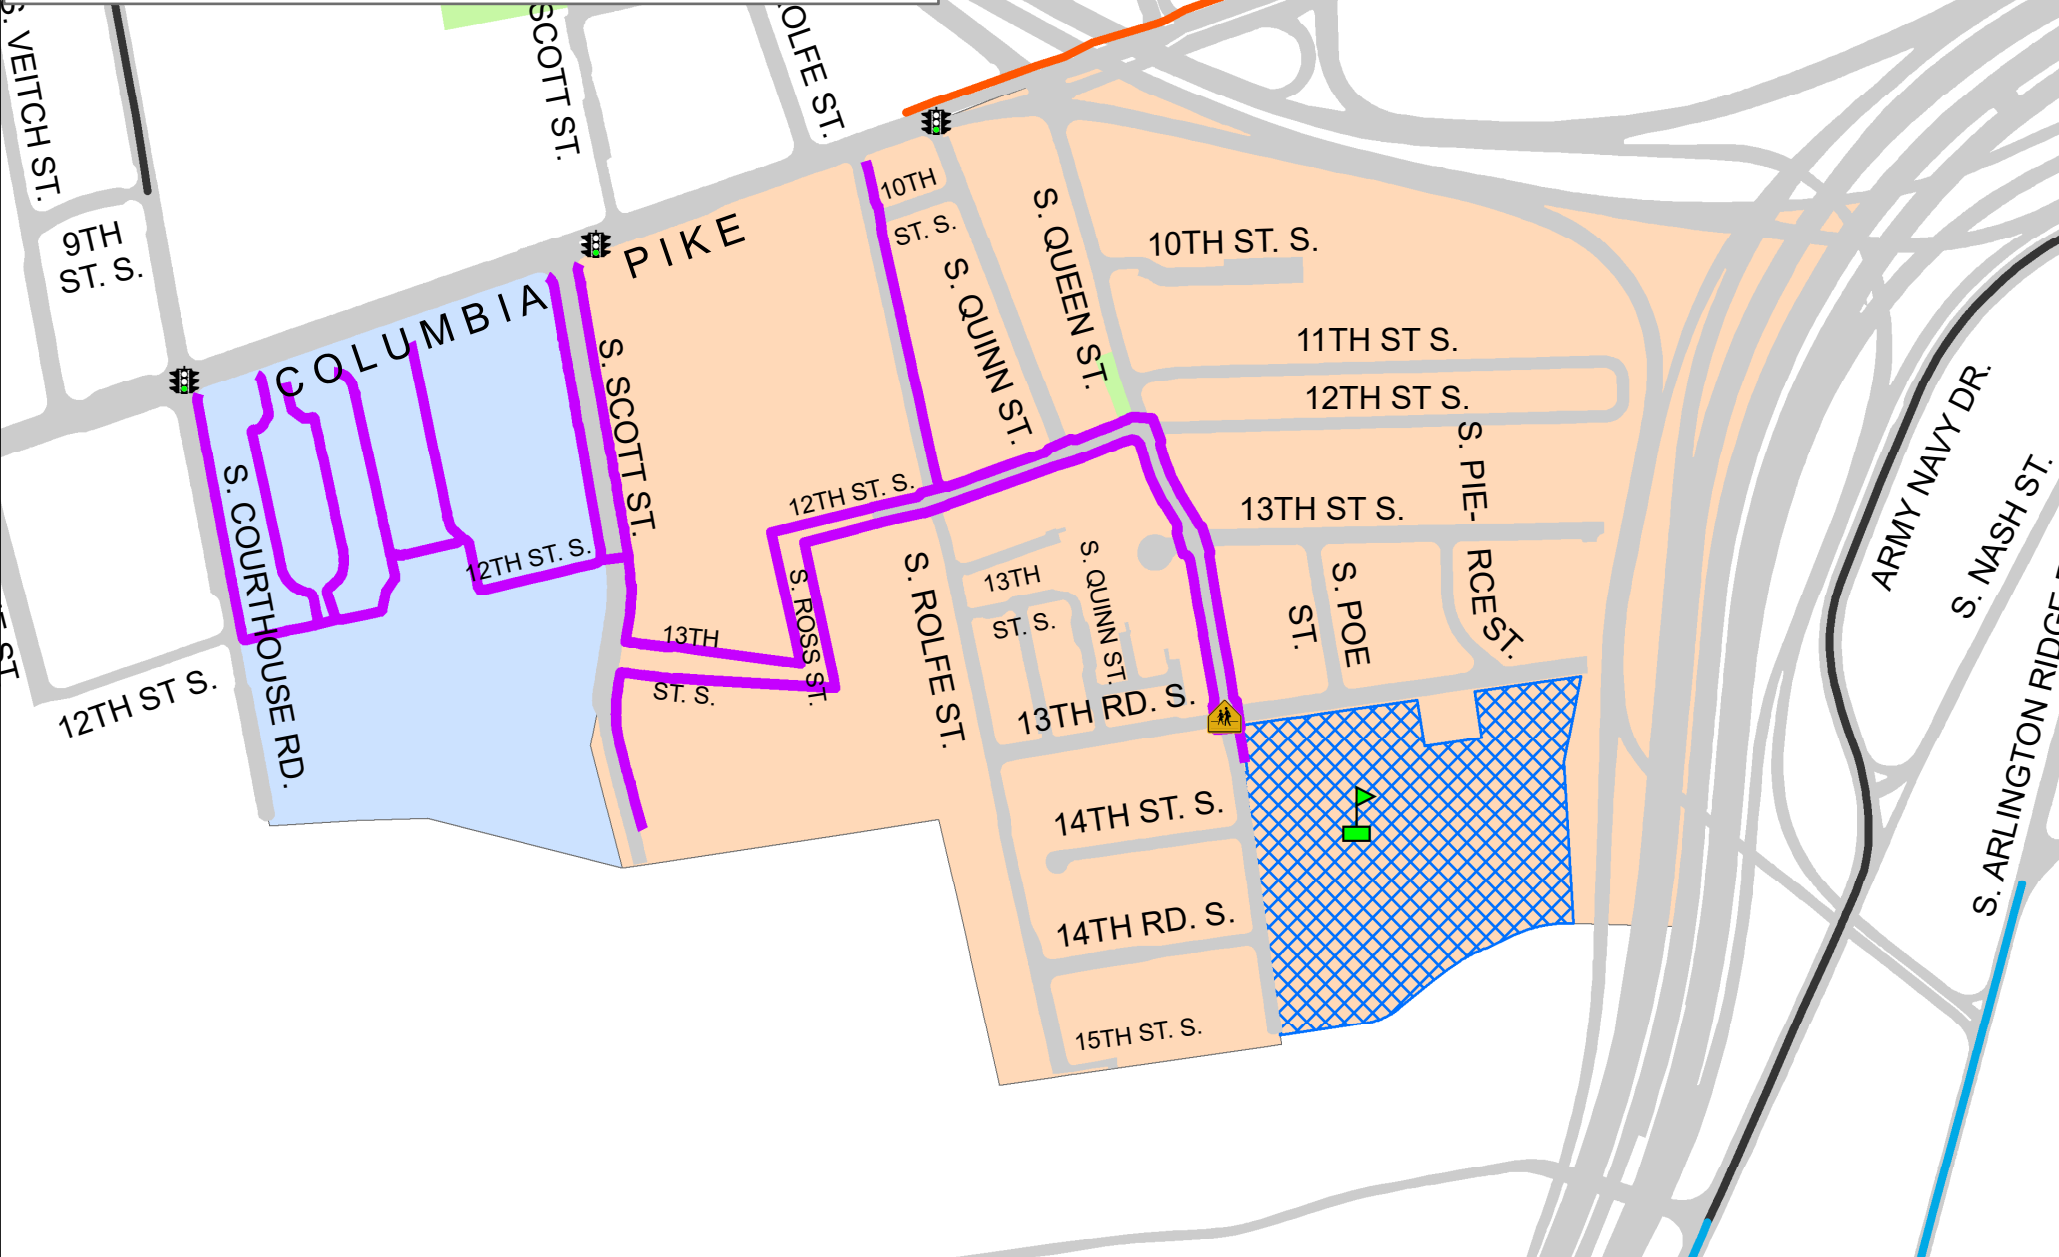 S. VEITCH ST.
SCOTT ST.
OLFE ST.
9TH
ST. S.
COLUMBIA
PIKE
10TH
ST. S.
S. QUINN ST.
S. QUEEN ST.
10TH ST. S.
11TH ST S.
12TH ST S.
S. PIE-
RCE ST.
13TH ST S.
S. POE
ST.
ARMY NAVY DR.
S. NASH ST.
S. ARLINGTON RIDGE
S. COURTHOUSE RD.
S. SCOTT ST.
12TH ST. S.
12TH ST. S.
S. ROSS ST.
13TH
ST. S.
S. ROLFE ST.
13TH
ST. S.
S. QUINN ST.
13TH RD. S.
12TH ST S.
14TH ST. S.
14TH RD. S.
15TH ST. S.